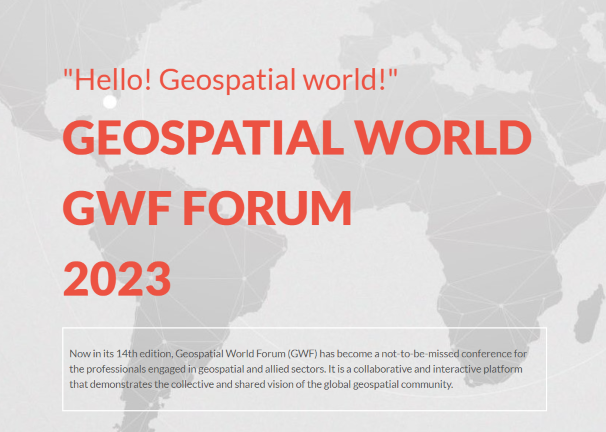 "Hello! Geospatial world!"
GEOSPATIAL WORLD
GWF FORUM
2023
Now in its 14th edition, Geospatial World Forum (GWF) has become a not-to-be-missed conference for
the professionals engaged in geospatial and allied sectors. It is a collaborative and interactive platform
that demonstrates the collective and shared vision of the global geospatial community.